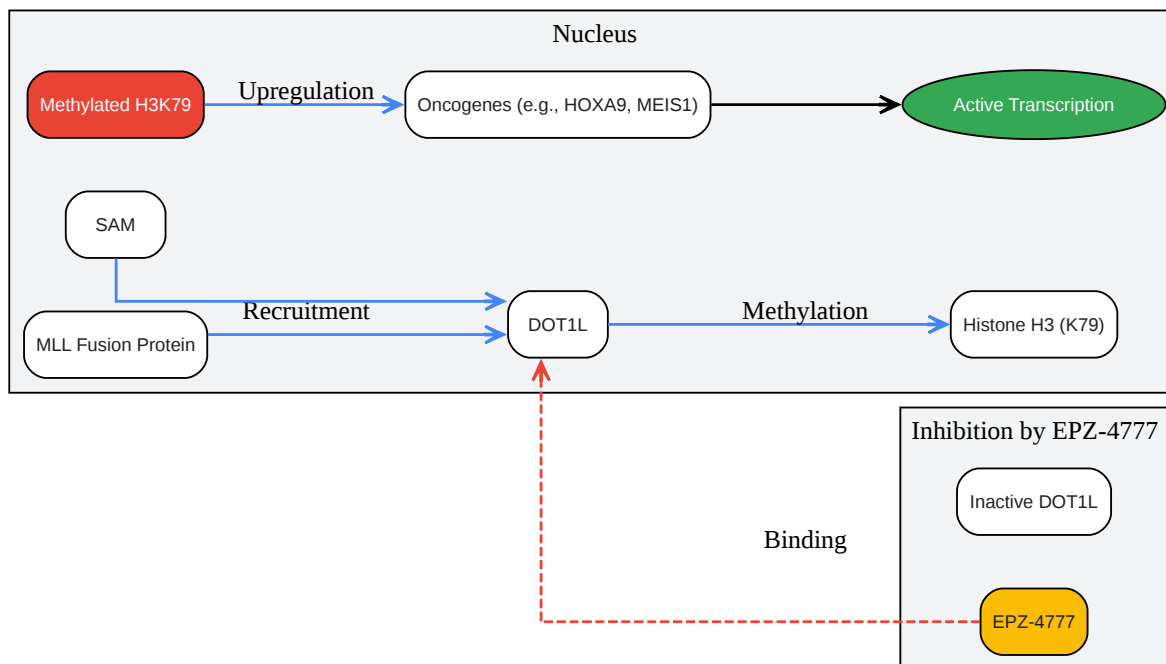 Nucleus
Methylated H3K79
Upregulation
Oncogenes (e.g., HOXA9, MEIS1)
Active Transcription
SAM
Recruitment
MLL Fusion Protein
DOT1L
Methylation
Histone H3 (K79)
Inhibition by EPZ-4777
Inactive DOT1L
Binding
EPZ-4777